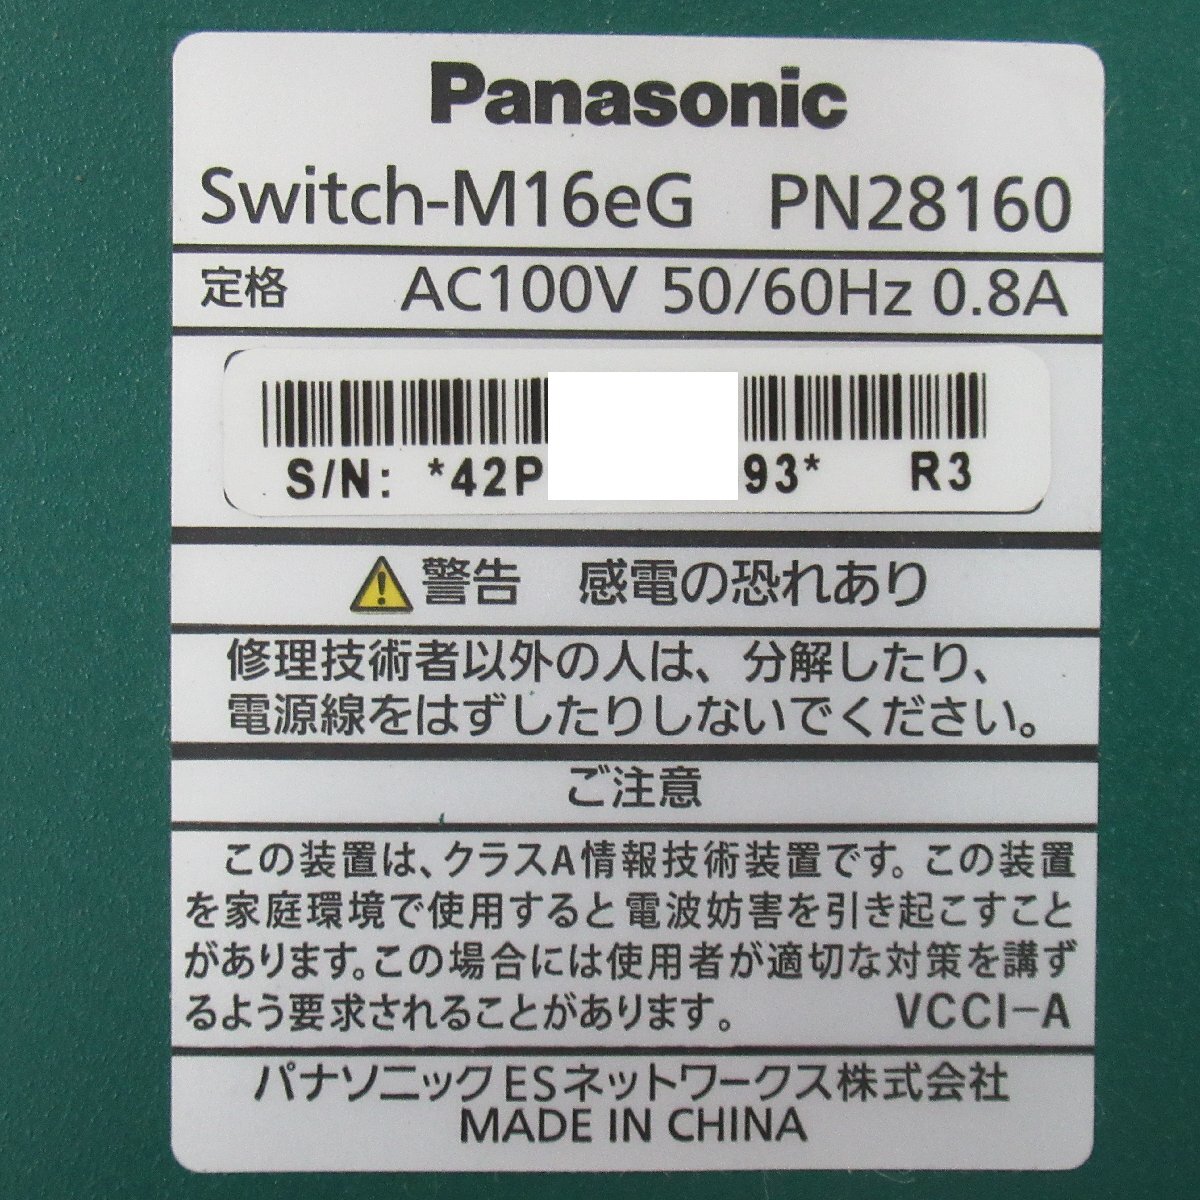 Panasonic
Switch-M16eG PN28160
定格 AC100V 50/60Hz 0.8A
S/N: *42P 93* R3
警告 感電の恐れあり
修理技術者以外の人は、分解したり、
電源線をはずしたりしないでください。
ご注意
この装置は、クラスA情報技術装置です。この装置
を家庭環境で使用すると電波妨害を引き起こすこと
があります。この場合には使用者が適切な対策を講ず
るよう要求されることがあります。 VCCI-A
パナソニックESネットワークス株式会社
MADE IN CHINA